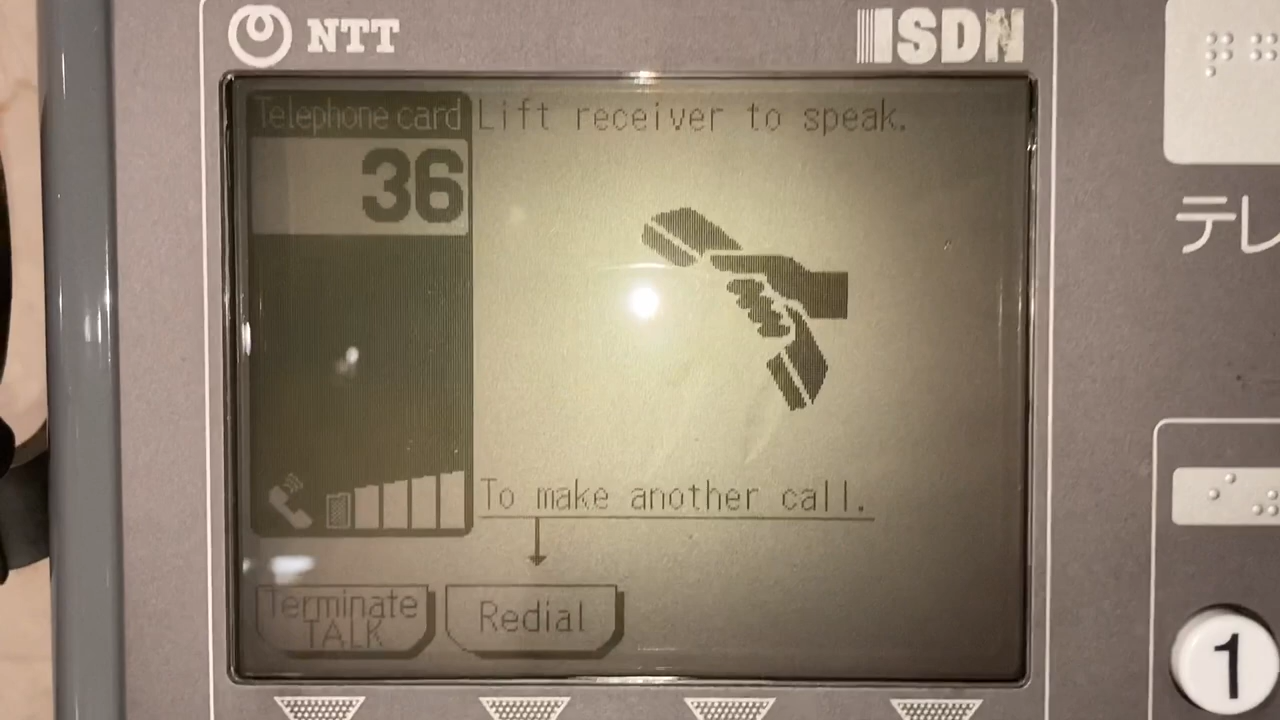 NTT
ISDN
Telephone card
36
Lift receiver to speak.
To make another call.
Terminate
TALK
Redial
テレ
1